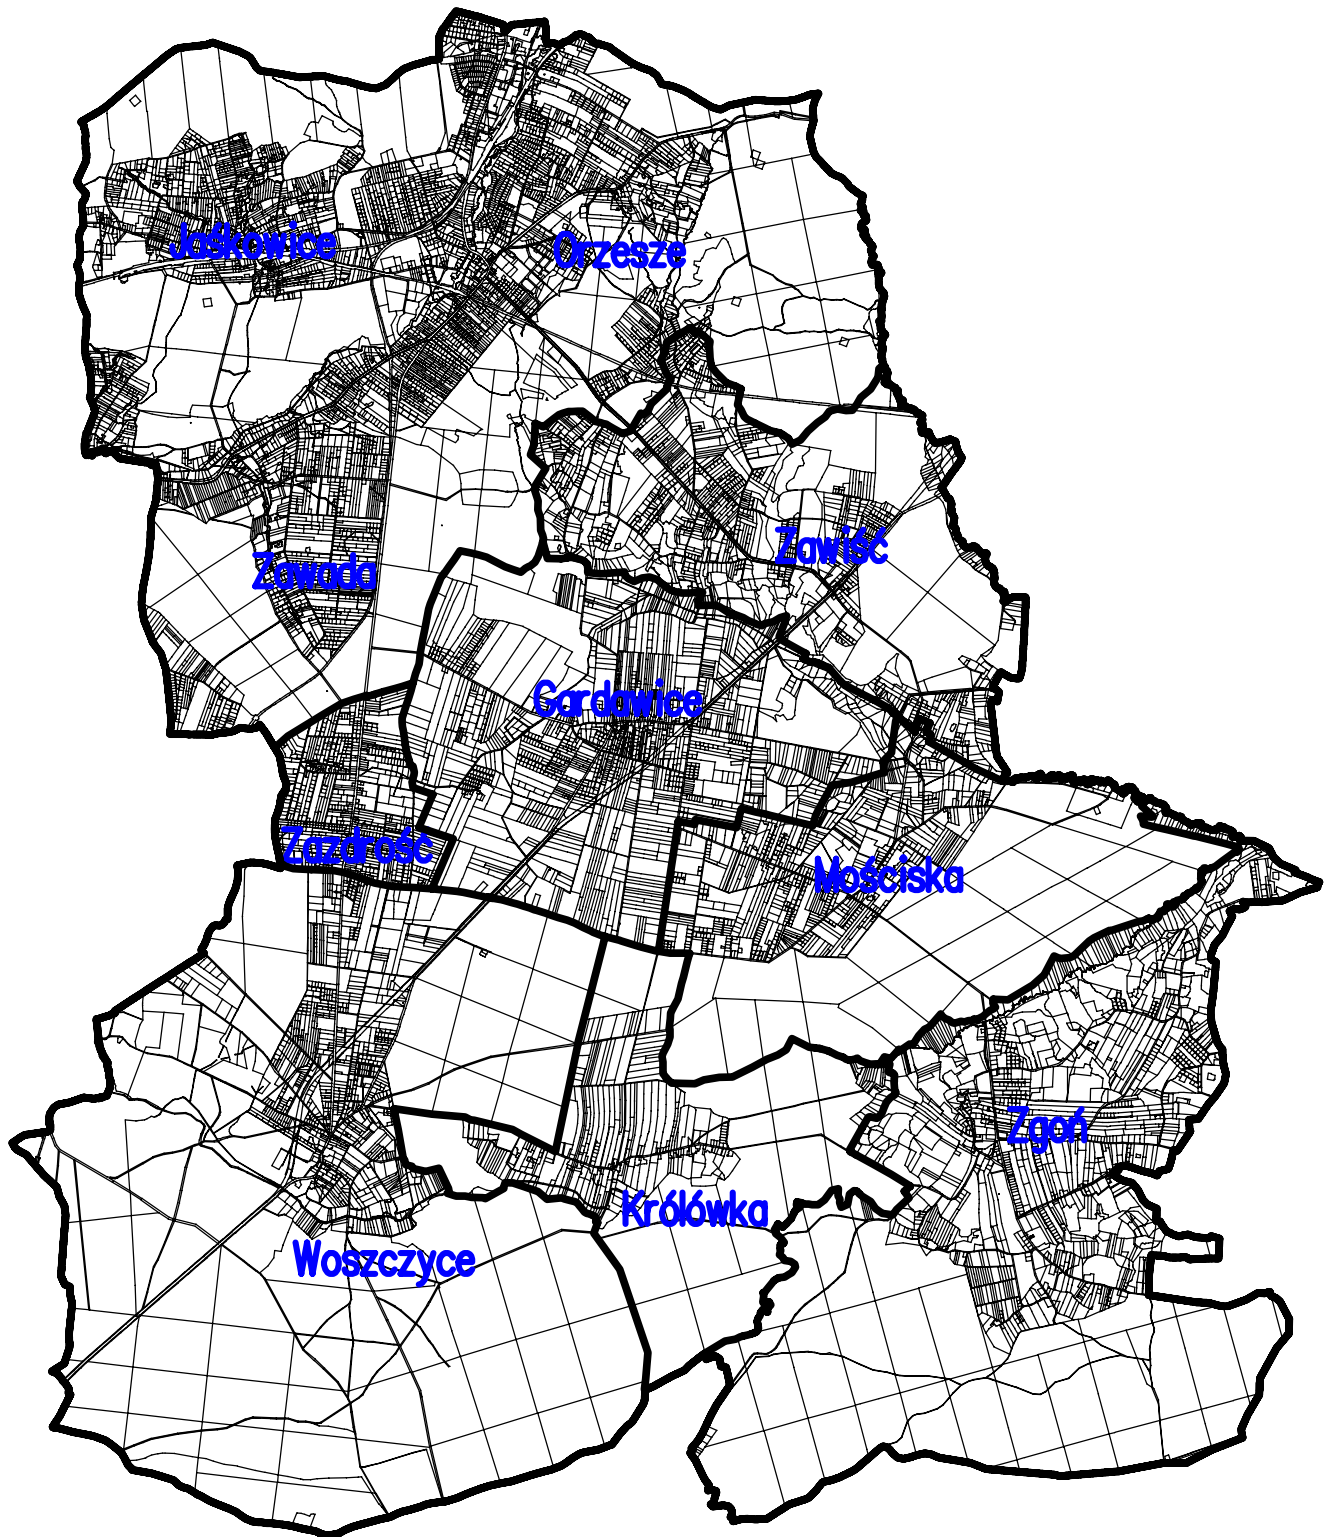 Jaśkowice
Orzesze
Zawiść
Zawada
Gardawice
Zazdrość
Mościska
Zgoń
Królówka
Woszczyce